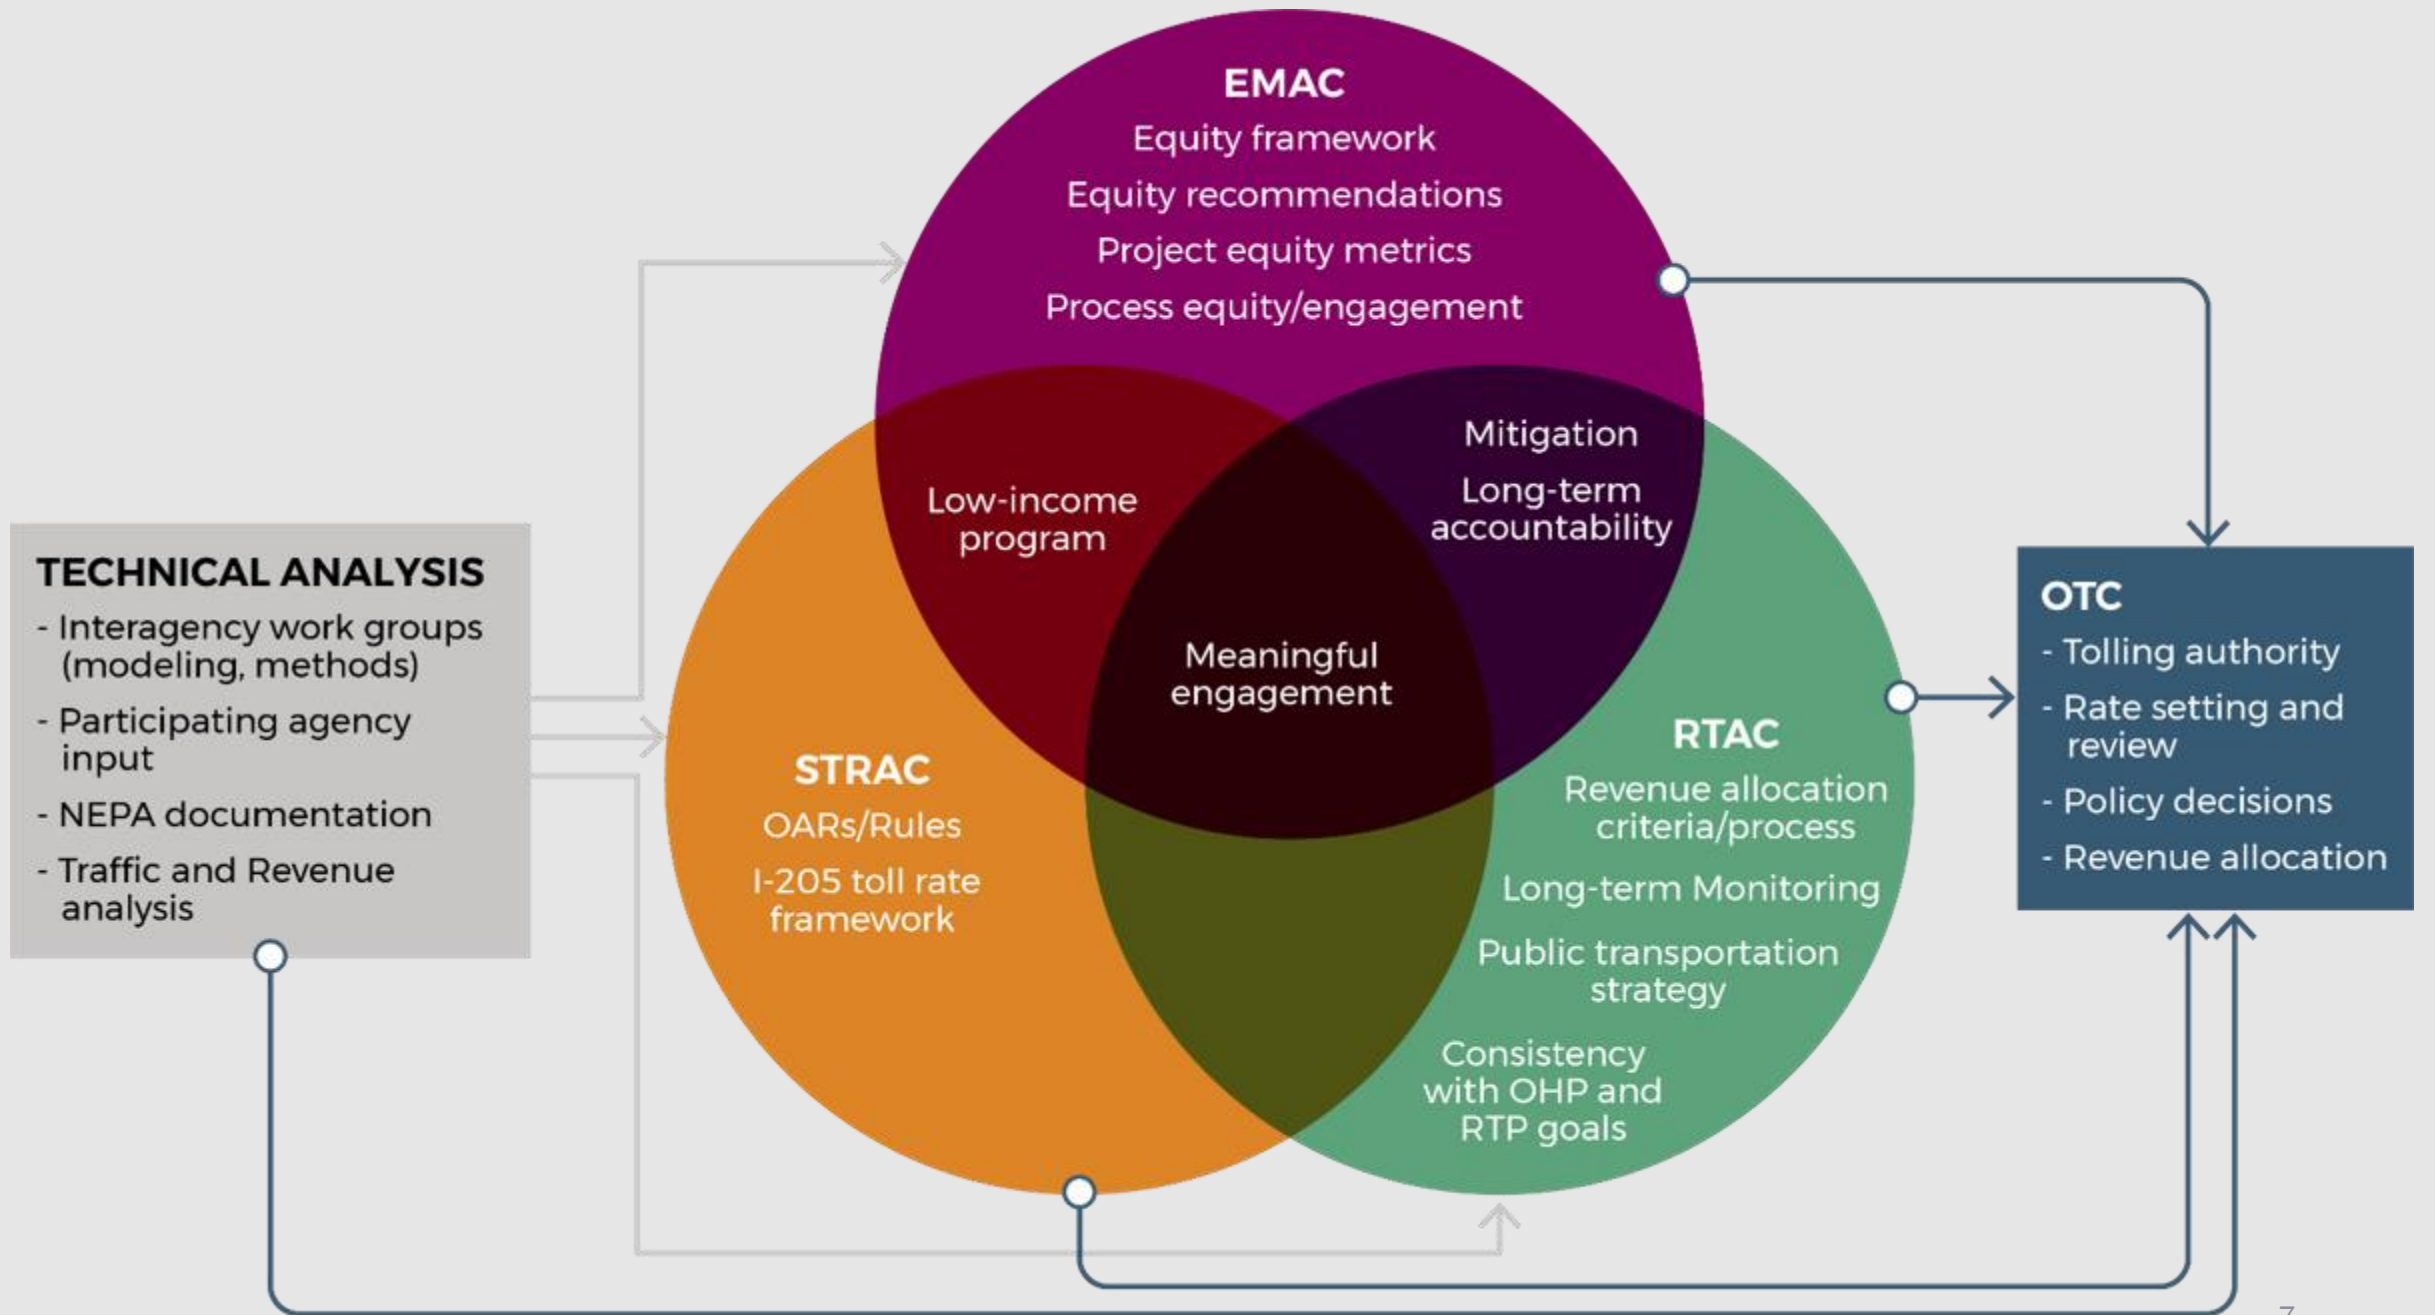 EMAC
Equity framework
Equity recommendations
Project equity metrics
Process equity/engagement
Low-income
program
Mitigation
Long-term
accountability
Meaningful
engagement
TECHNICAL ANALYSIS
- Interagency work groups
(modeling, methods)
- Participating agency
input
- NEPA documentation
- Traffic and Revenue
analysis
STRAC
OARs/Rules
I-205 toll rate
framework
RTAC
Revenue allocation
criteria/process
Long-term Monitoring
Public transportation
strategy
Consistency
with OHP and
RTP goals
OTC
- Tolling authority
- Rate setting and
review
- Policy decisions
- Revenue allocation